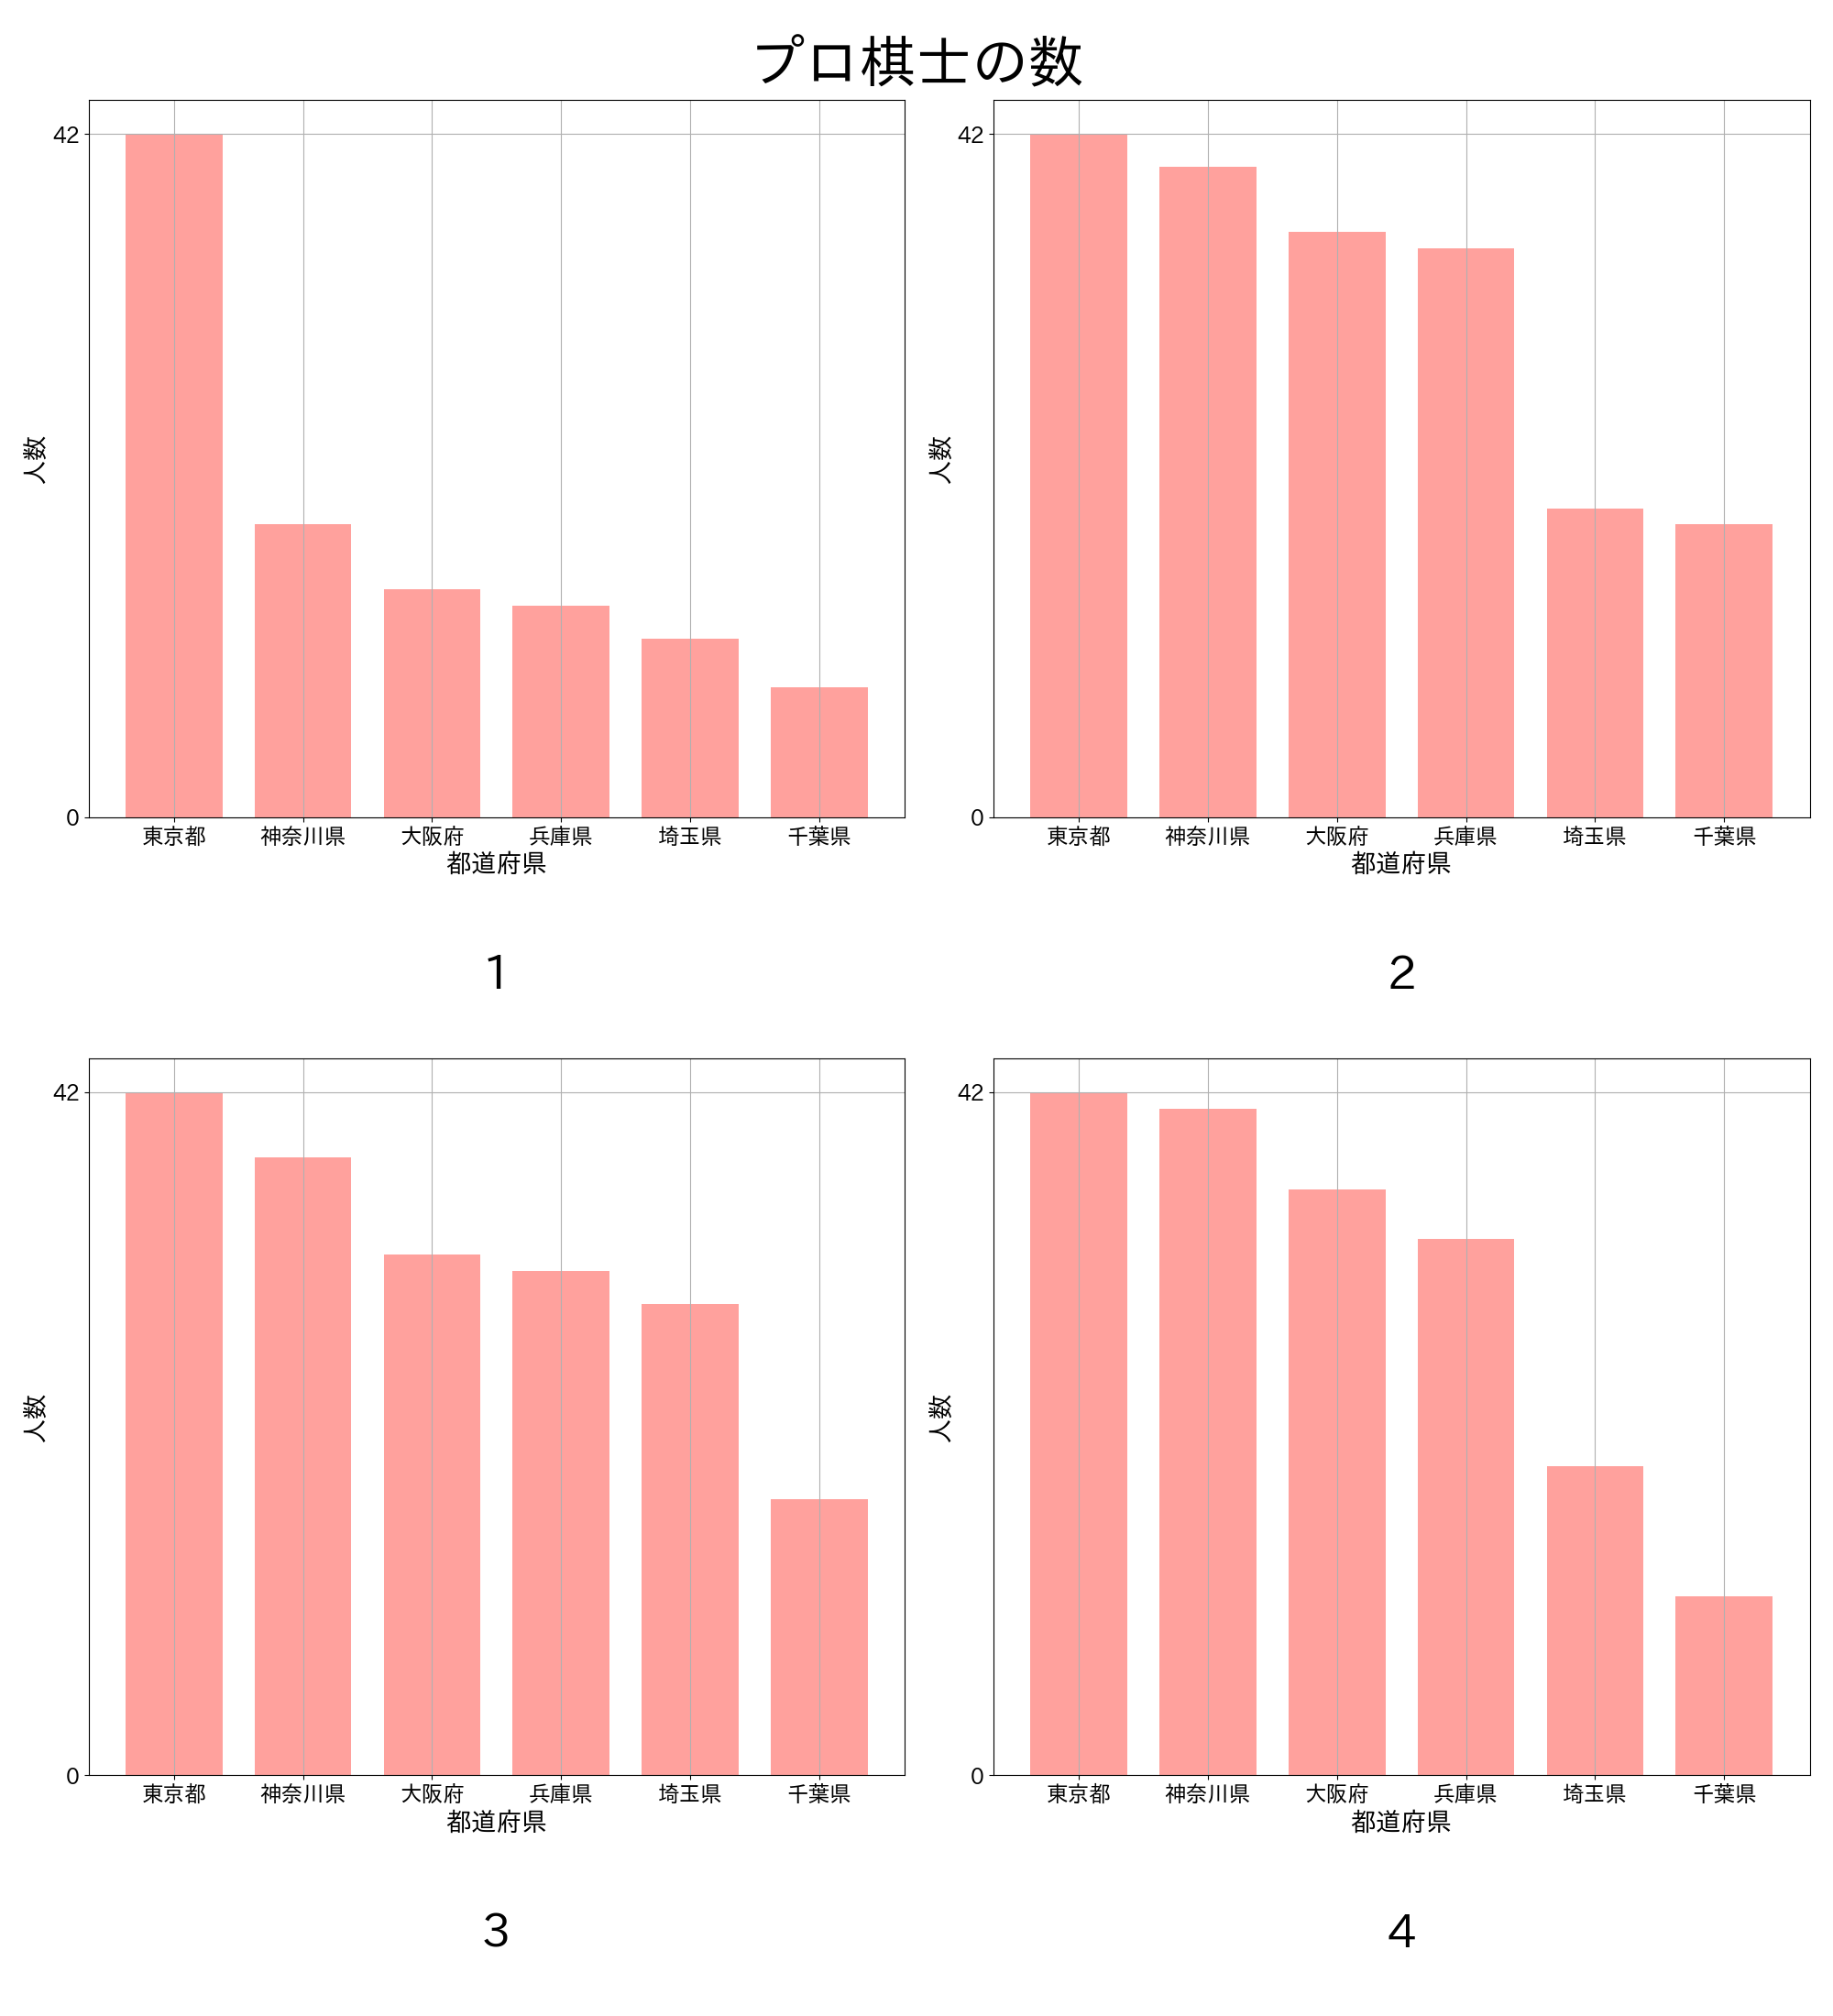 プロ棋士の数
42
人数
0
東京都 神奈川県 大阪府 兵庫県 埼玉県 千葉県
都道府県
1
42
人数
0
東京都 神奈川県 大阪府 兵庫県 埼玉県 千葉県
都道府県
2
42
人数
0
東京都 神奈川県 大阪府 兵庫県 埼玉県 千葉県
都道府県
3
42
人数
0
東京都 神奈川県 大阪府 兵庫県 埼玉県 千葉県
都道府県
4